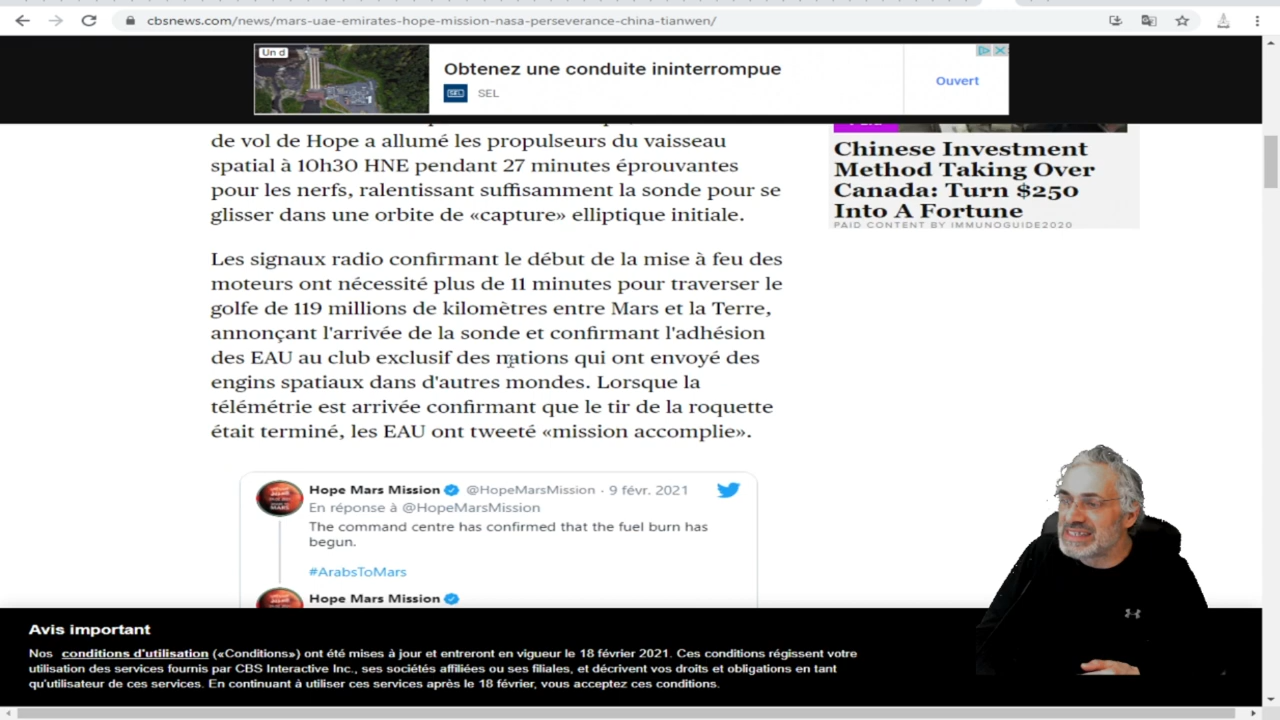 cbsnews.com/news/mars-uae-emirates-hope-mission-nasa-perseverance-china-tianwen/
Un d
Obtenez une conduite ininterrompue
SEL
SEL
Ouvert
de vol de Hope a allumé les propulseurs du vaisseau
spatial à 10h30 HNE pendant 27 minutes éprouvantes
pour les nerfs, ralentissant suffisamment la sonde pour se
glisser dans une orbite de «capture» elliptique initiale.
Les signaux radio confirmant le début de la mise à feu des
moteurs ont nécessité plus de 11 minutes pour traverser le
golfe de 119 millions de kilomètres entre Mars et la Terre,
annonçant l'arrivée de la sonde et confirmant l'adhésion
des EAU au club exclusif des nations qui ont envoyé des
engins spatiaux dans d'autres mondes. Lorsque la
télémétrie est arrivée confirmant que le tir de la roquette
était terminé, les EAU ont tweeté «mission accomplie».
Chinese Investment
Method Taking Over
Canada: Turn $250
Into A Fortune
PAID CONTENT BY IMMUNOGUIDE2020
Hope Mars Mission @HopeMarsMission · 9 févr. 2021
En réponse à @HopeMarsMission
The command centre has confirmed that the fuel burn has
begun.
#ArabsToMars
Hope Mars Mission
Avis important
Nos conditions d'utilisation («Conditions») ont été mises à jour et entreront en vigueur le 18 février 2021. Ces conditions régissent votre
utilisation des services fournis par CBS Interactive Inc., ses sociétés affiliées ou ses filiales, et décrivent vos droits et obligations en tant
qu'utilisateur de ces services. En continuant à utiliser ces services après le 18 février, vous acceptez ces conditions.